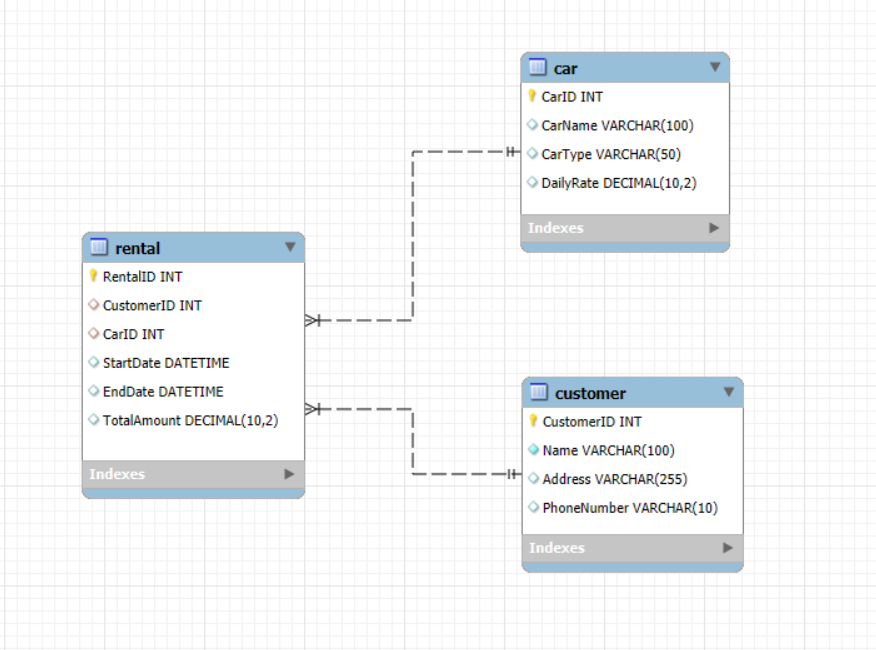 car
CarID INT
CarName VARCHAR(100)
CarType VARCHAR(50)
DailyRate DECIMAL(10,2)
Indexes
rental
RentalID INT
CustomerID INT
CarID INT
StartDate DATETIME
EndDate DATETIME
TotalAmount DECIMAL(10,2)
Indexes
customer
CustomerID INT
Name VARCHAR(100)
Address VARCHAR(255)
PhoneNumber VARCHAR(10)
Indexes